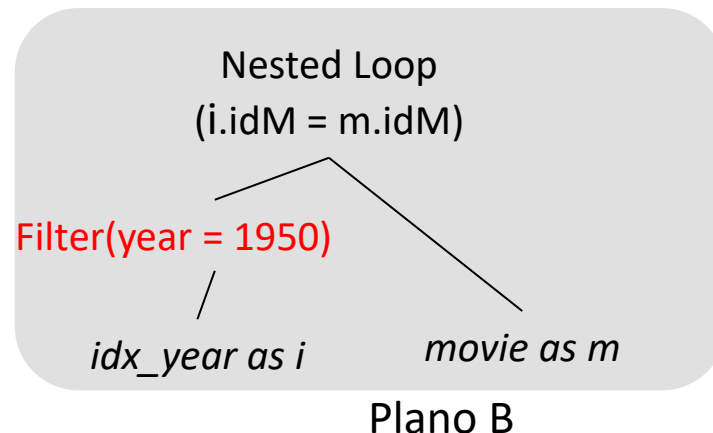 Nested Loop
(i.idM = m.idM)
Filter(year = 1950)
idx_year as i
movie as m
Plano B